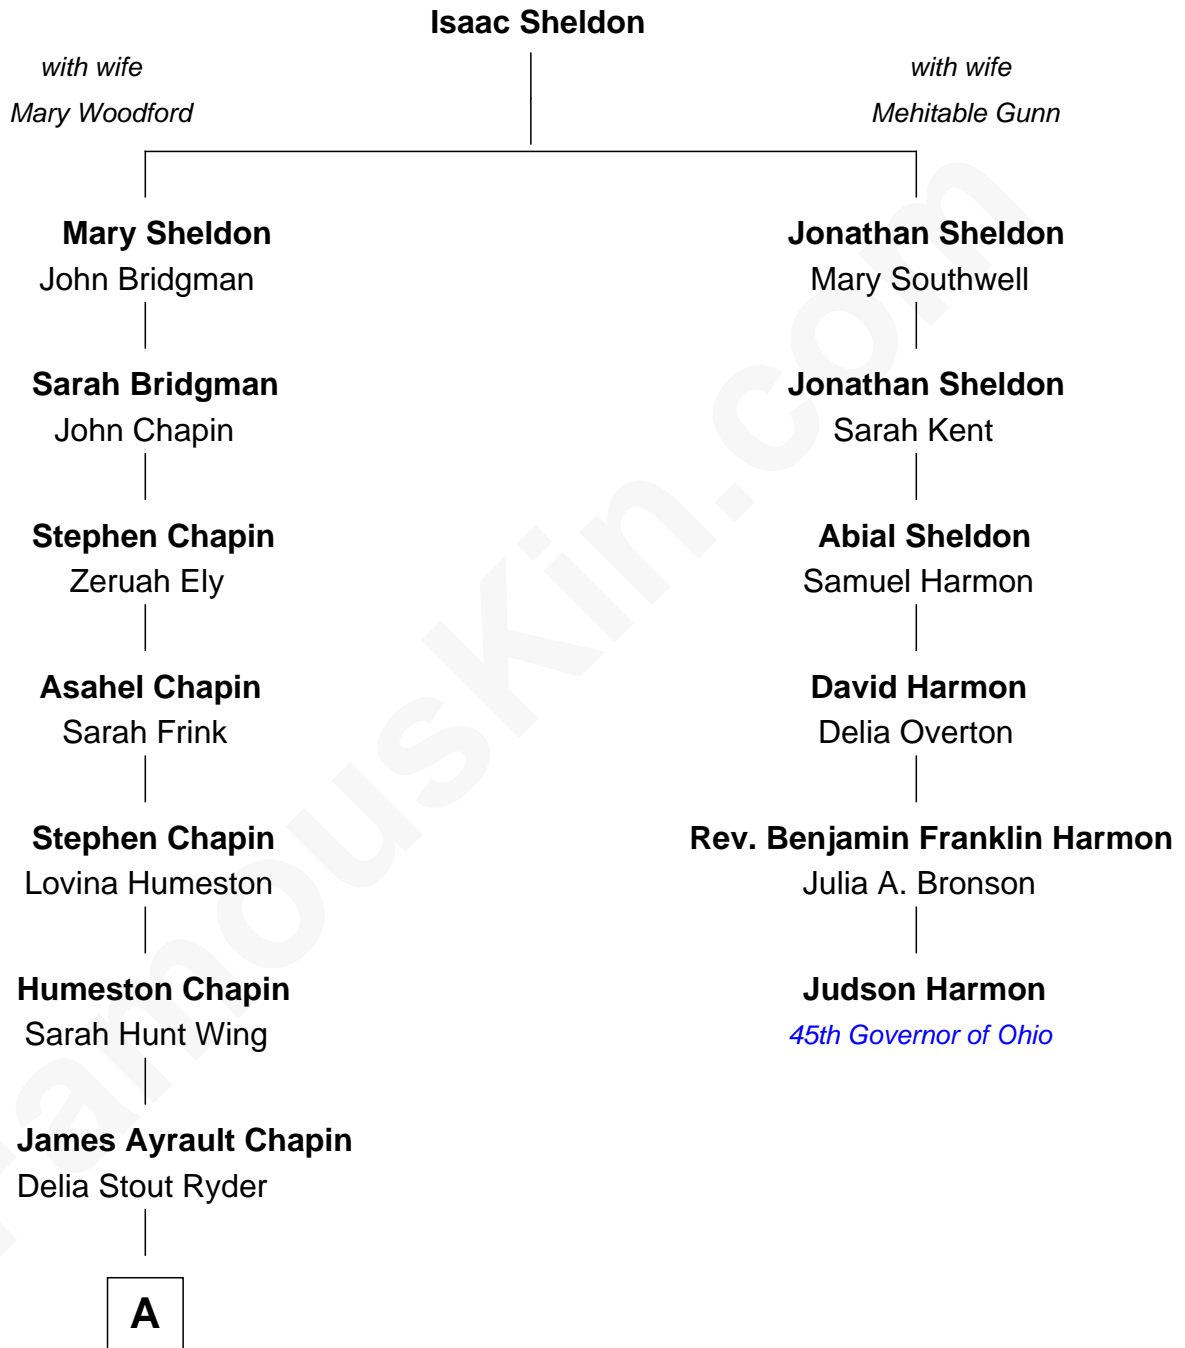 Isaac Sheldon
with wife
Mary Woodford
with wife
Mehitable Gunn
Mary Sheldon
John Bridgman
Jonathan Sheldon
Mary Southwell
Sarah Bridgman
John Chapin
Jonathan Sheldon
Sarah Kent
Stephen Chapin
Zeruah Ely
Abial Sheldon
Samuel Harmon
Asahel Chapin
Sarah Frink
David Harmon
Delia Overton
Stephen Chapin
Lovina Humeston
Rev. Benjamin Franklin Harmon
Julia A. Bronson
Humeston Chapin
Sarah Hunt Wing
Judson Harmon
45th Governor of Ohio
James Ayrault Chapin
Delia Stout Ryder
A
FamousKin.com